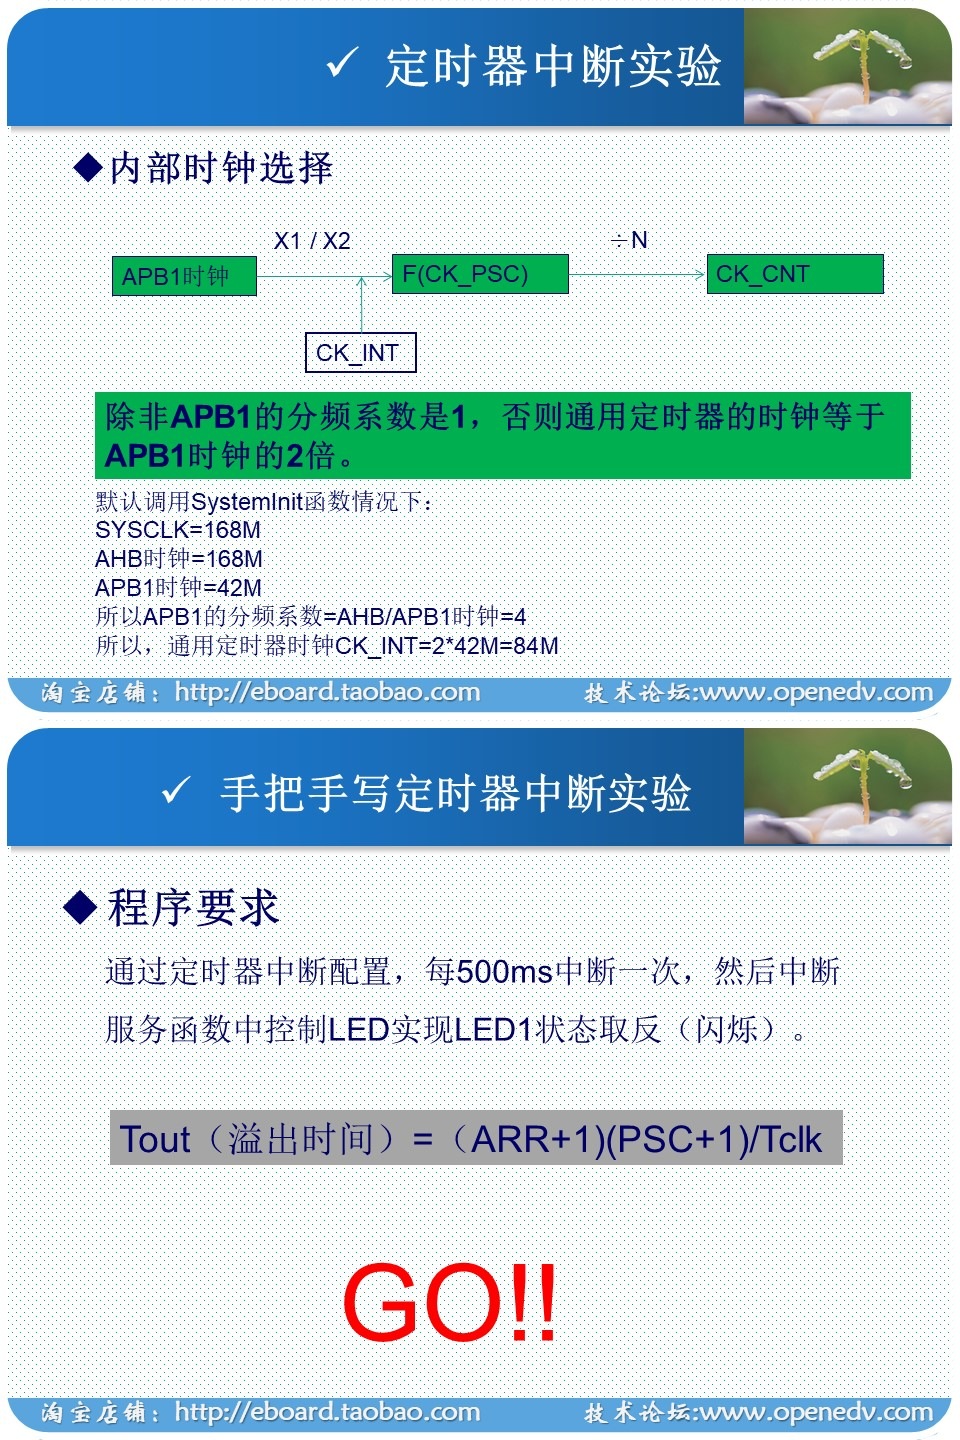 ✓ 定时器中断实验
◆内部时钟选择
X1 / X2
÷N
APB1时钟
F(CK_PSC)
CK_CNT
CK_INT
除非APB1的分频系数是1，否则通用定时器的时钟等于
APB1时钟的2倍。
默认调用SystemInit函数情况下：
SYSCLK=168M
AHB时钟=168M
APB1时钟=42M
所以APB1的分频系数=AHB/APB1时钟=4
所以，通用定时器时钟CK_INT=2*42M=84M
淘宝店铺：http://eboard.taobao.com
技术论坛:www.openedv.com
✓ 手把手写定时器中断实验
◆程序要求
通过定时器中断配置，每500ms中断一次，然后中断
服务函数中控制LED实现LED1状态取反（闪烁）。
Tout（溢出时间）=（ARR+1)(PSC+1)/Tclk
GO!!
淘宝店铺：http://eboard.taobao.com
技术论坛:www.openedv.com